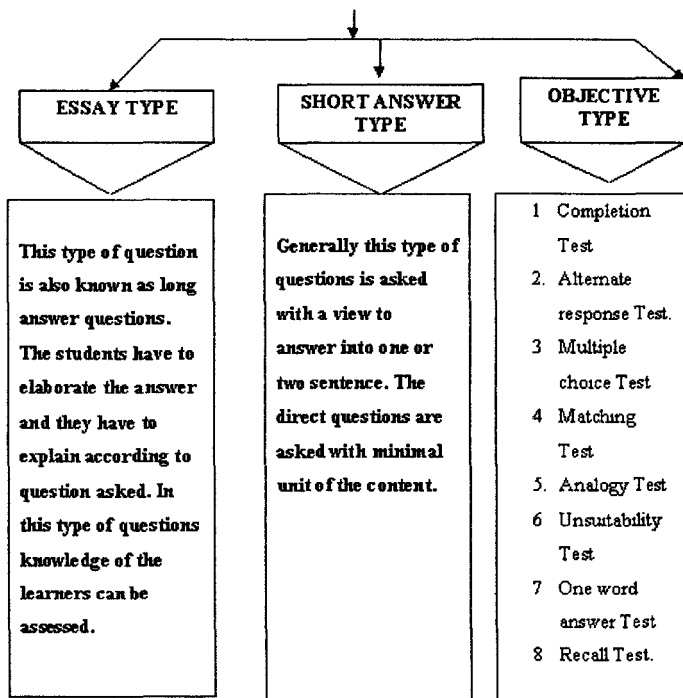 ESSAY TYPE
This type of question
is also known as long
answer questions.
The students have to
elaborate the answer
and they have to
explain according to
question asked. In
this type of questions
knowledge of the
learners can be
assessed.
SHORT ANSWER
TYPE
Generally this type of
questions is asked
with a view to
answer into one or
two sentence. The
direct questions are
asked with minimal
unit of the content.
OBJECTIVE
TYPE
1 Completion
Test
2. Alternate
response Test.
3 Multiple
choice Test
4 Matching
Test
5. Analogy Test
6 Unsuitability
Test
7 One word
answer Test
8 Recall Test.